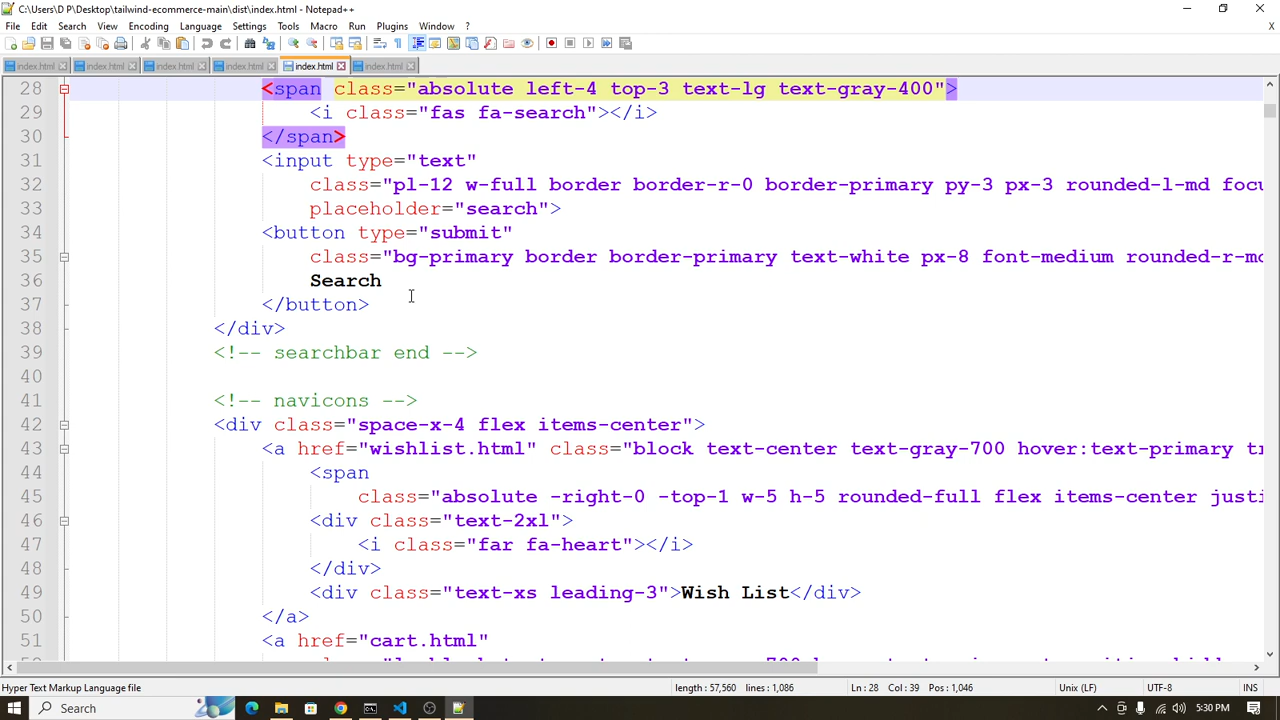 C:\Users\D P\Desktop\tailwind-ecommerce-main\dist\index.html - Notepad++
File Edit Search View Encoding Language Settings Tools Macro Run Plugins Window ? X
index.html index.html index.html index.html index.html index.html
28 <span class="absolute left-4 top-3 text-lg text-gray-400">
29 <i class="fas fa-search"></i>
30 </span>
31 <input type="text"
32 class="pl-12 w-full border border-r-0 border-primary py-3 px-3 rounded-l-md focu
33 placeholder="search">
34 <button type="submit"
35 class="bg-primary border border-primary text-white px-8 font-medium rounded-r-md
36 Search
37 </button>
38 </div>
39 <!-- searchbar end -->
40
41 <!-- navicons -->
42 <div class="space-x-4 flex items-center">
43 <a href="wishlist.html" class="block text-center text-gray-700 hover:text-primary tr
44 <span
45 class="absolute -right-0 -top-1 w-5 h-5 rounded-full flex items-center justi
46 <div class="text-2xl">
47 <i class="far fa-heart"></i>
48 </div>
49 <div class="text-xs leading-3">Wish List</div>
50 </a>
51 <a href="cart.html"
Hyper Text Markup Language file length : 57,560 lines : 1,086 Ln : 28 Col : 39 Pos : 1,046 Unix (LF) UTF-8 INS
Search 5:30 PM